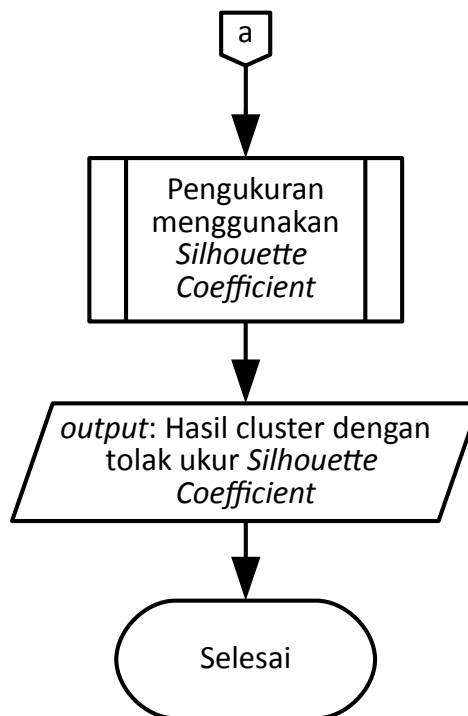 a
Pengukuran
menggunakan
Silhouette
Coefficient
output: Hasil cluster dengan
tolak ukur Silhouette
Coefficient
Selesai